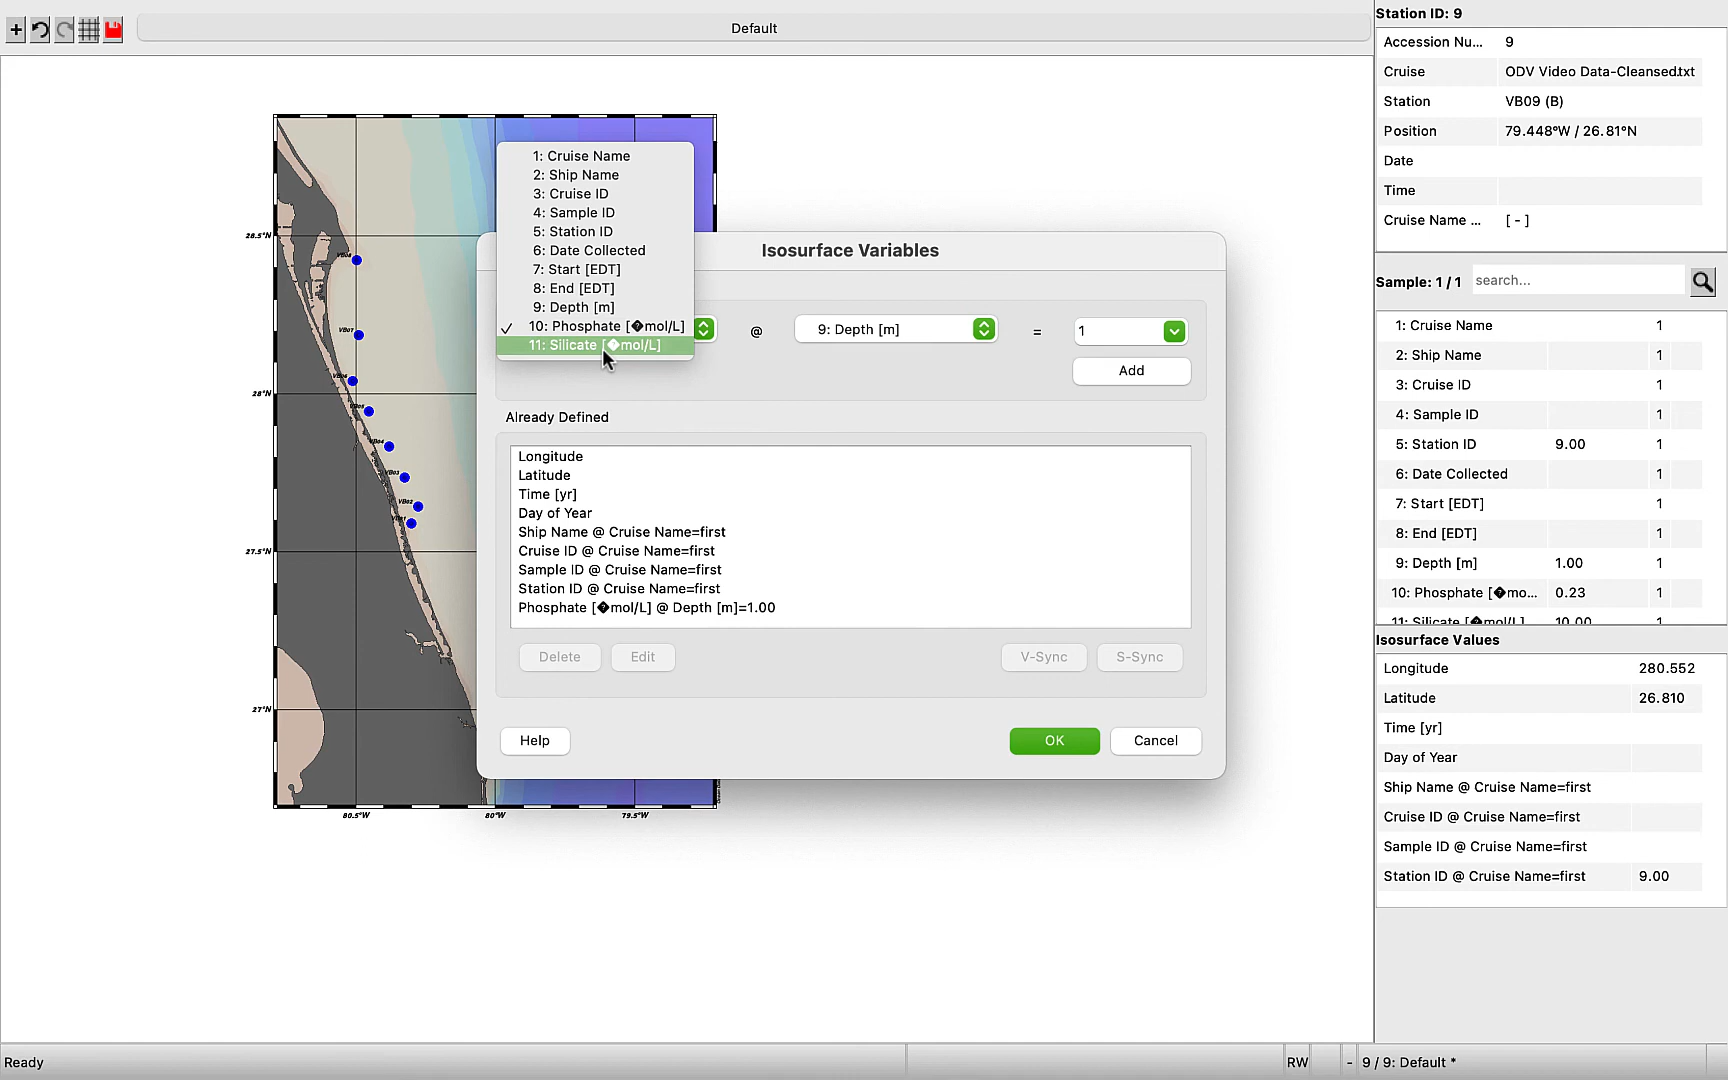 Default
Station ID: 9
Accession Nu... 9
Cruise ODV Video Data-Cleansed.txt
Station VB09 (B)
Position 79.448°W / 26.81°N
Date
Time
Cruise Name ... [ - ]
Sample: 1 / 1 search...
1: Cruise Name 1
2: Ship Name 1
3: Cruise ID 1
4: Sample ID 1
5: Station ID 9.00 1
6: Date Collected 1
7: Start [EDT] 1
8: End [EDT] 1
9: Depth [m] 1.00 1
10: Phosphate [�mo... 0.23 1
11: Silicate [�mol/L] 10.00 1
Isosurface Values
Longitude 280.552
Latitude 26.810
Time [yr]
Day of Year
Ship Name @ Cruise Name=first
Cruise ID @ Cruise Name=first
Sample ID @ Cruise Name=first
Station ID @ Cruise Name=first 9.00
1: Cruise Name
2: Ship Name
3: Cruise ID
4: Sample ID
5: Station ID
6: Date Collected
7: Start [EDT]
8: End [EDT]
9: Depth [m]
✓ 10: Phosphate [�mol/L]
11: Silicate [�mol/L]
Isosurface Variables
@ 9: Depth [m] = 1
Add
Already Defined
Longitude
Latitude
Time [yr]
Day of Year
Ship Name @ Cruise Name=first
Cruise ID @ Cruise Name=first
Sample ID @ Cruise Name=first
Station ID @ Cruise Name=first
Phosphate [�mol/L] @ Depth [m]=1.00
Delete Edit V-Sync S-Sync
Help OK Cancel
28.5°N
28°N
27.5°N
27°N
80.5°W 80°W 79.5°W
VB07
VB04
VB03
VB02
Ready RW - 9 / 9: Default *